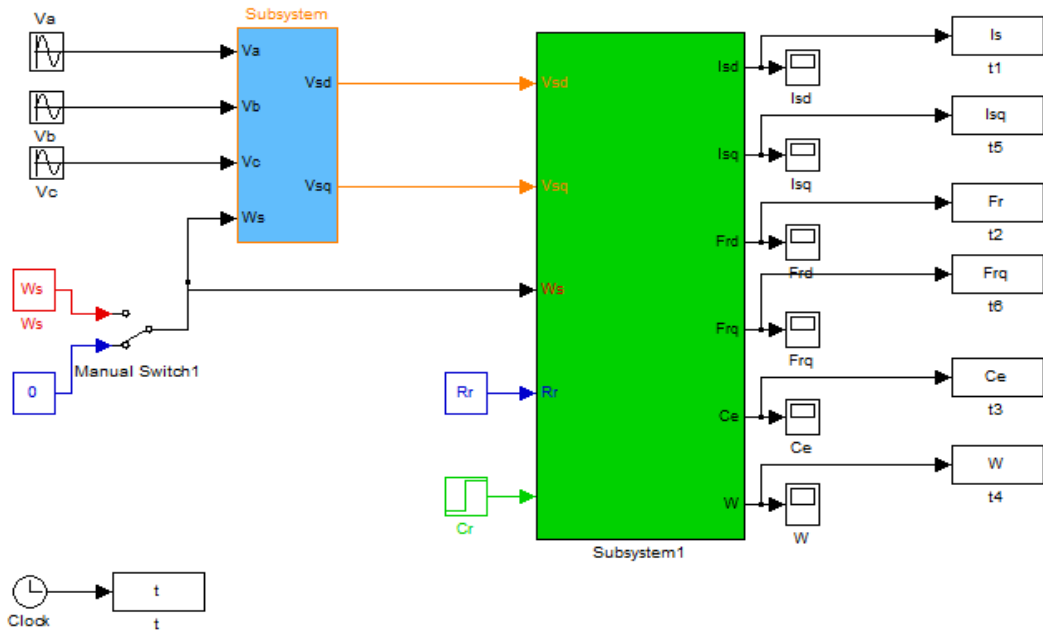 Va
Subsystem
Va
Vsd
Vb
Vb
Vc
Vc
Vsq
Ws
Ws
Ws
0
Manual Switch1
Vsd
Vsq
Ws
Rr
Rr
Cr
Isd
Isq
Frd
Frq
Ce
W
Subsystem1
Isd
Isq
Frd
Frq
Ce
W
Is
t1
Isq
t5
Fr
t2
Frq
t6
Ce
t3
W
t4
Clock
t
t